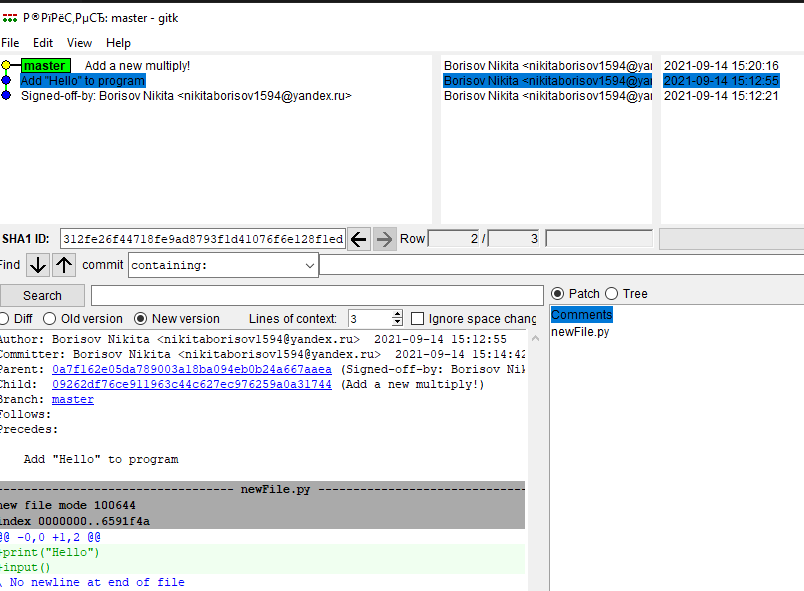 Р®РїРёС‚РµСЂ: master - gitk
File Edit View Help
master Add a new multiply! Borisov Nikita <nikitaborisov1594@yan 2021-09-14 15:20:16
Add "Hello" to program Borisov Nikita <nikitaborisov1594@yan 2021-09-14 15:12:55
Signed-off-by: Borisov Nikita <nikitaborisov1594@yandex.ru> Borisov Nikita <nikitaborisov1594@yan 2021-09-14 15:12:21
SHA1 ID: 312fe26f44718fe9ad8793f1d41076f6e128f1ed Row 2 / 3
Find commit containing:
Search
Diff Old version New version Lines of context: 3 Ignore space chang
Patch Tree
Comments
newFile.py
Author: Borisov Nikita <nikitaborisov1594@yandex.ru> 2021-09-14 15:12:55
Committer: Borisov Nikita <nikitaborisov1594@yandex.ru> 2021-09-14 15:14:42
Parent: 0a7f162e05da789003a18ba094eb0b24a667aaea (Signed-off-by: Borisov Nik
Child: 09262df76ce911963c44c627ec976259a0a31744 (Add a new multiply!)
Branch: master
Follows:
Precedes:
Add "Hello" to program
-------------------------------- newFile.py --------------------------------
new file mode 100644
index 0000000..6591f4a
@@ -0,0 +1,2 @@
+print("Hello")
+input()
\ No newline at end of file